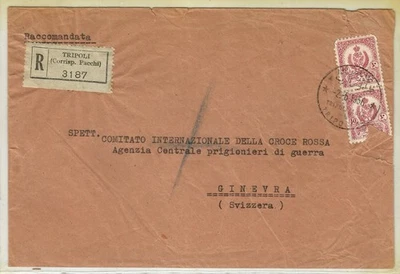 Raccomandata
R
TRIPOLI
(Corrisp. Pacchi)
3187
SPETT. COMITATO INTERNAZIONALE DELLA CROCE ROSSA
Agenzia Centrale prigionieri di guerra
GINEVRA
(Svizzera)